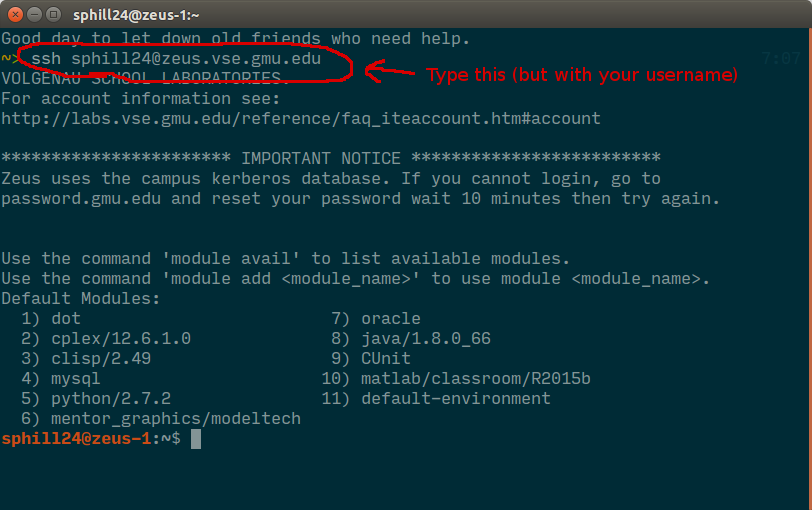 sphill24@zeus-1:~
Good day to let down old friends who need help.
~> ssh sphill24@zeus.vse.gmu.edu 7:07
Type this (but with your username)
VOLGENAU SCHOOL LABORATORIES.
For account information see:
http://labs.vse.gmu.edu/reference/faq_iteaccount.htm#account
*********************** IMPORTANT NOTICE *************************
Zeus uses the campus kerberos database. If you cannot login, go to
password.gmu.edu and reset your password wait 10 minutes then try again.
Use the command 'module avail' to list available modules.
Use the command 'module add <module_name>' to use module <module_name>.
Default Modules:
1) dot 7) oracle
2) cplex/12.6.1.0 8) java/1.8.0_66
3) clisp/2.49 9) CUnit
4) mysql 10) matlab/classroom/R2015b
5) python/2.7.2 11) default-environment
6) mentor_graphics/modeltech
sphill24@zeus-1:~$